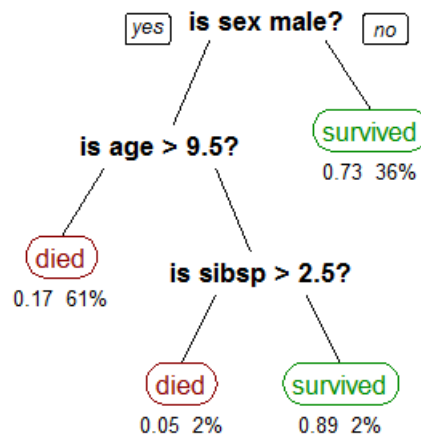 yes is sex male? no
survived
is age > 9.5?
0.73 36%
died
0.17 61%
is sibsp > 2.5?
died survived
0.05 2% 0.89 2%